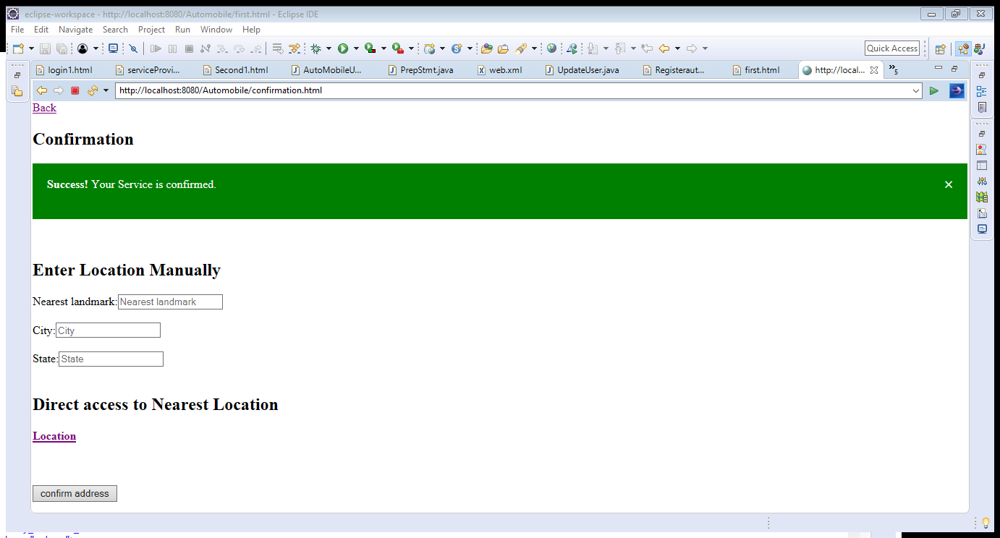 eclipse-workspace - http://localhost:8080/Automobile/first.html - Eclipse IDE
File Edit Navigate Search Project Run Window Help
Quick Access
login1.html serviceProvi... Second1.html AutoMobileU... PrepStmt.java web.xml UpdateUser.java Registeraut... first.html http://local... »5
http://localhost:8080/Automobile/confirmation.html
Back
Confirmation
Success! Your Service is confirmed. ×
Enter Location Manually
Nearest landmark: Nearest landmark
City: City
State: State
Direct access to Nearest Location
Location
confirm address